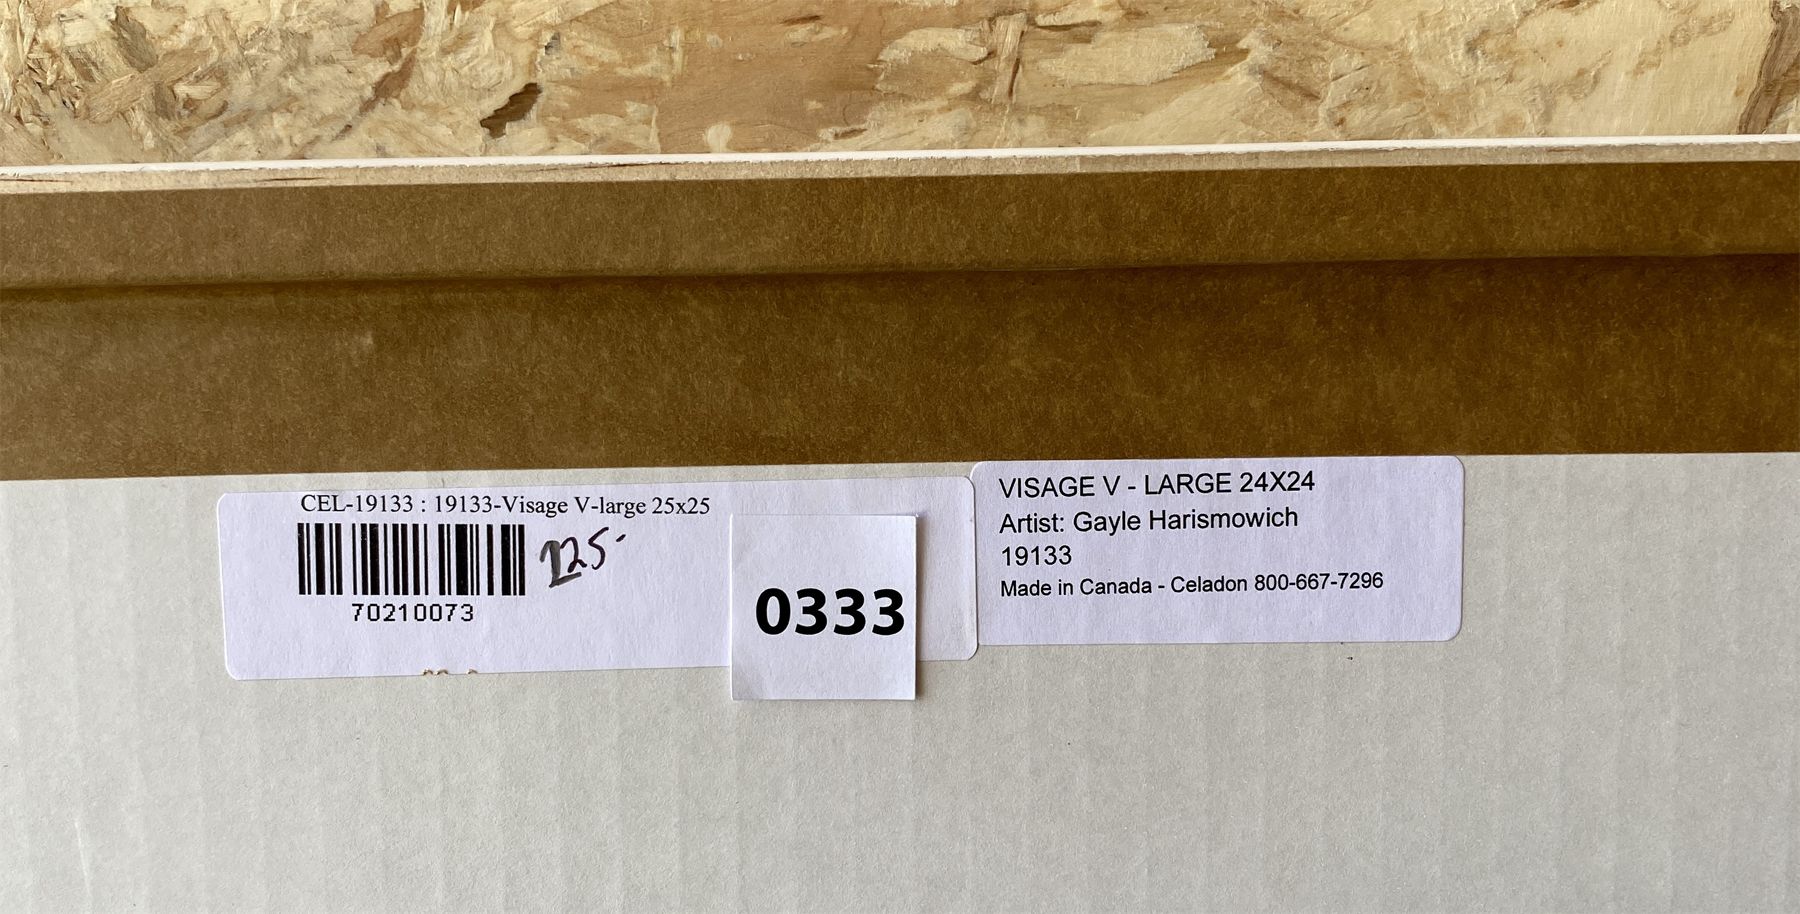 CEL-19133 : 19133-Visage V-large 25x25
225-
70210073
0333
VISAGE V - LARGE 24X24
Artist: Gayle Harismowich
19133
Made in Canada - Celadon 800-667-7296